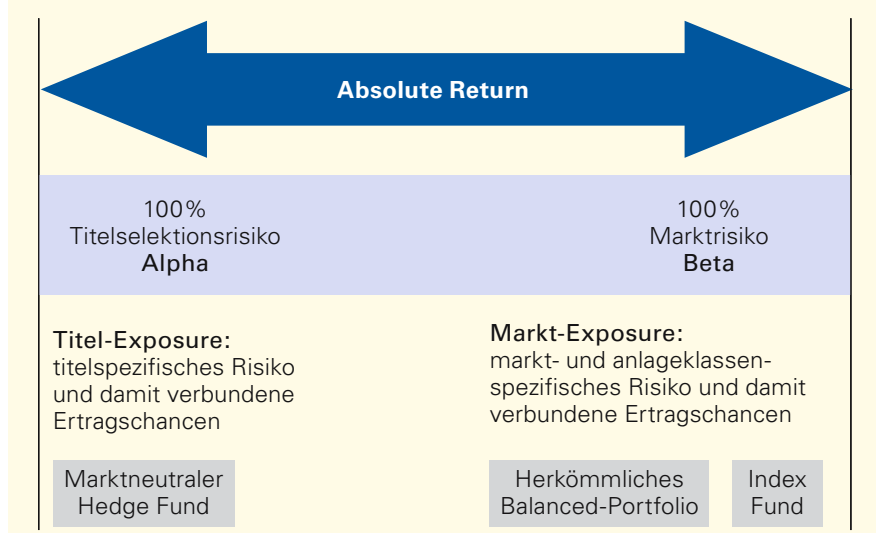 Absolute Return
100%
Titelselektionsrisiko
Alpha
100%
Marktrisiko
Beta
Titel-Exposure:
titelspezifisches Risiko
und damit verbundene
Ertragschancen
Markt-Exposure:
markt- und anlageklassen-
spezifisches Risiko und damit
verbundene Ertragschancen
Marktneutraler
Hedge Fund
Herkömmliches
Balanced-Portfolio
Index
Fund